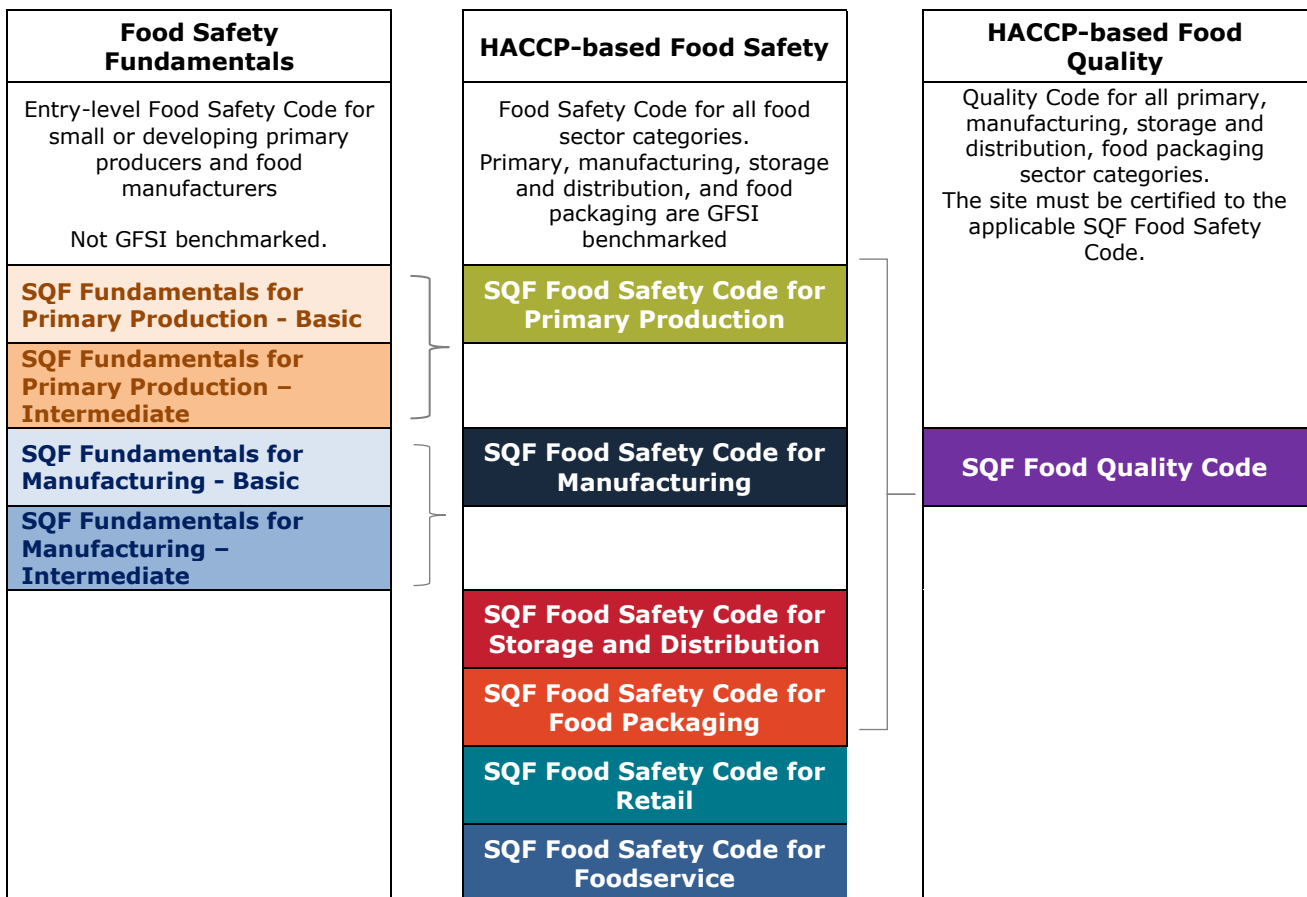 Food Safety
Fundamentals
Entry-level Food Safety Code for
small or developing primary
producers and food
manufacturers
Not GFSI benchmarked.
SQF Fundamentals for
Primary Production - Basic
SQF Fundamentals for
Primary Production –
Intermediate
SQF Fundamentals for
Manufacturing - Basic
SQF Fundamentals for
Manufacturing –
Intermediate
HACCP-based Food Safety
Food Safety Code for all food
sector categories.
Primary, manufacturing, storage
and distribution, and food
packaging are GFSI
benchmarked
SQF Food Safety Code for
Primary Production
SQF Food Safety Code for
Manufacturing
SQF Food Safety Code for
Storage and Distribution
SQF Food Safety Code for
Food Packaging
SQF Food Safety Code for
Retail
SQF Food Safety Code for
Foodservice
HACCP-based Food
Quality
Quality Code for all primary,
manufacturing, storage and
distribution, food packaging
sector categories.
The site must be certified to the
applicable SQF Food Safety
Code.
SQF Food Quality Code